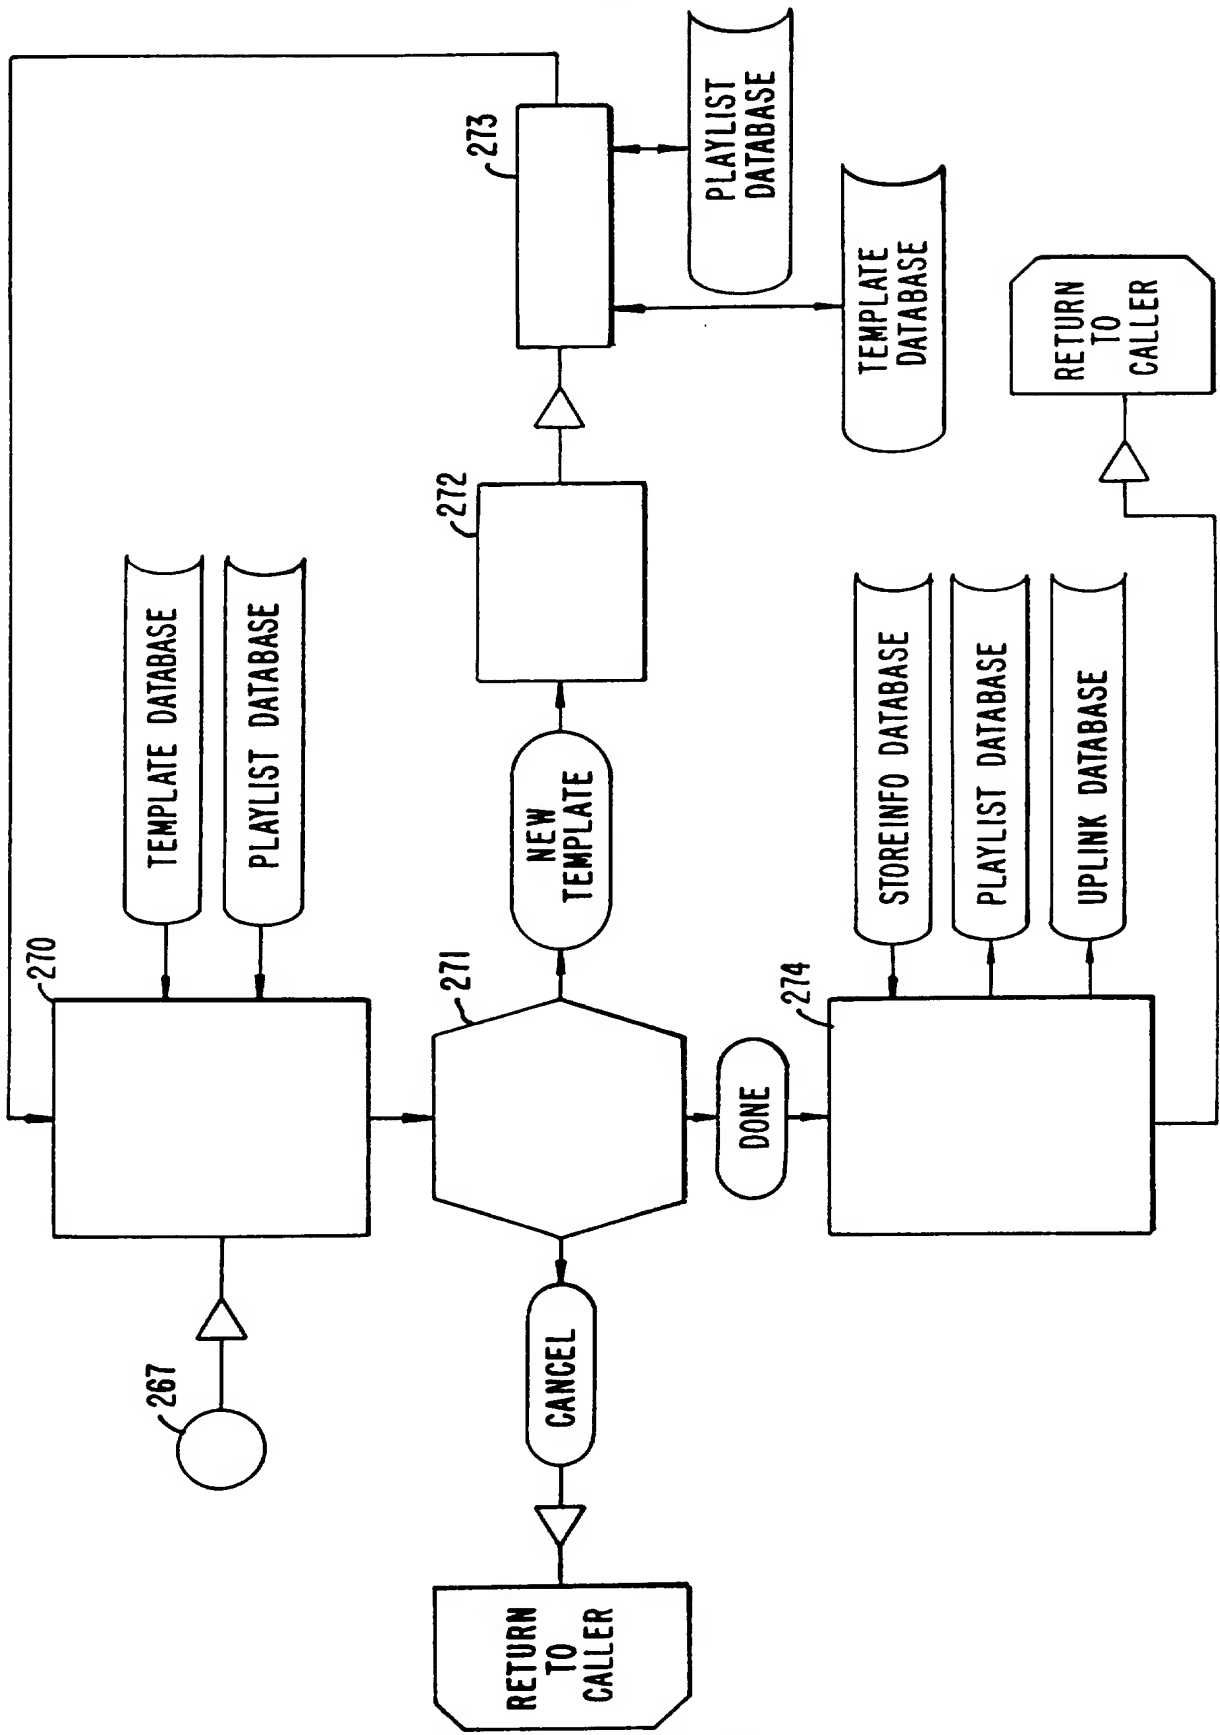 270
267
TEMPLATE DATABASE
PLAYLIST DATABASE
271
272
273
RETURN
TO
CALLER
CANCEL
NEW
TEMPLATE
PLAYLIST
DATABASE
DONE
274
TEMPLATE
DATABASE
STOREINFO DATABASE
PLAYLIST DATABASE
UPLINK DATABASE
RETURN
TO
CALLER